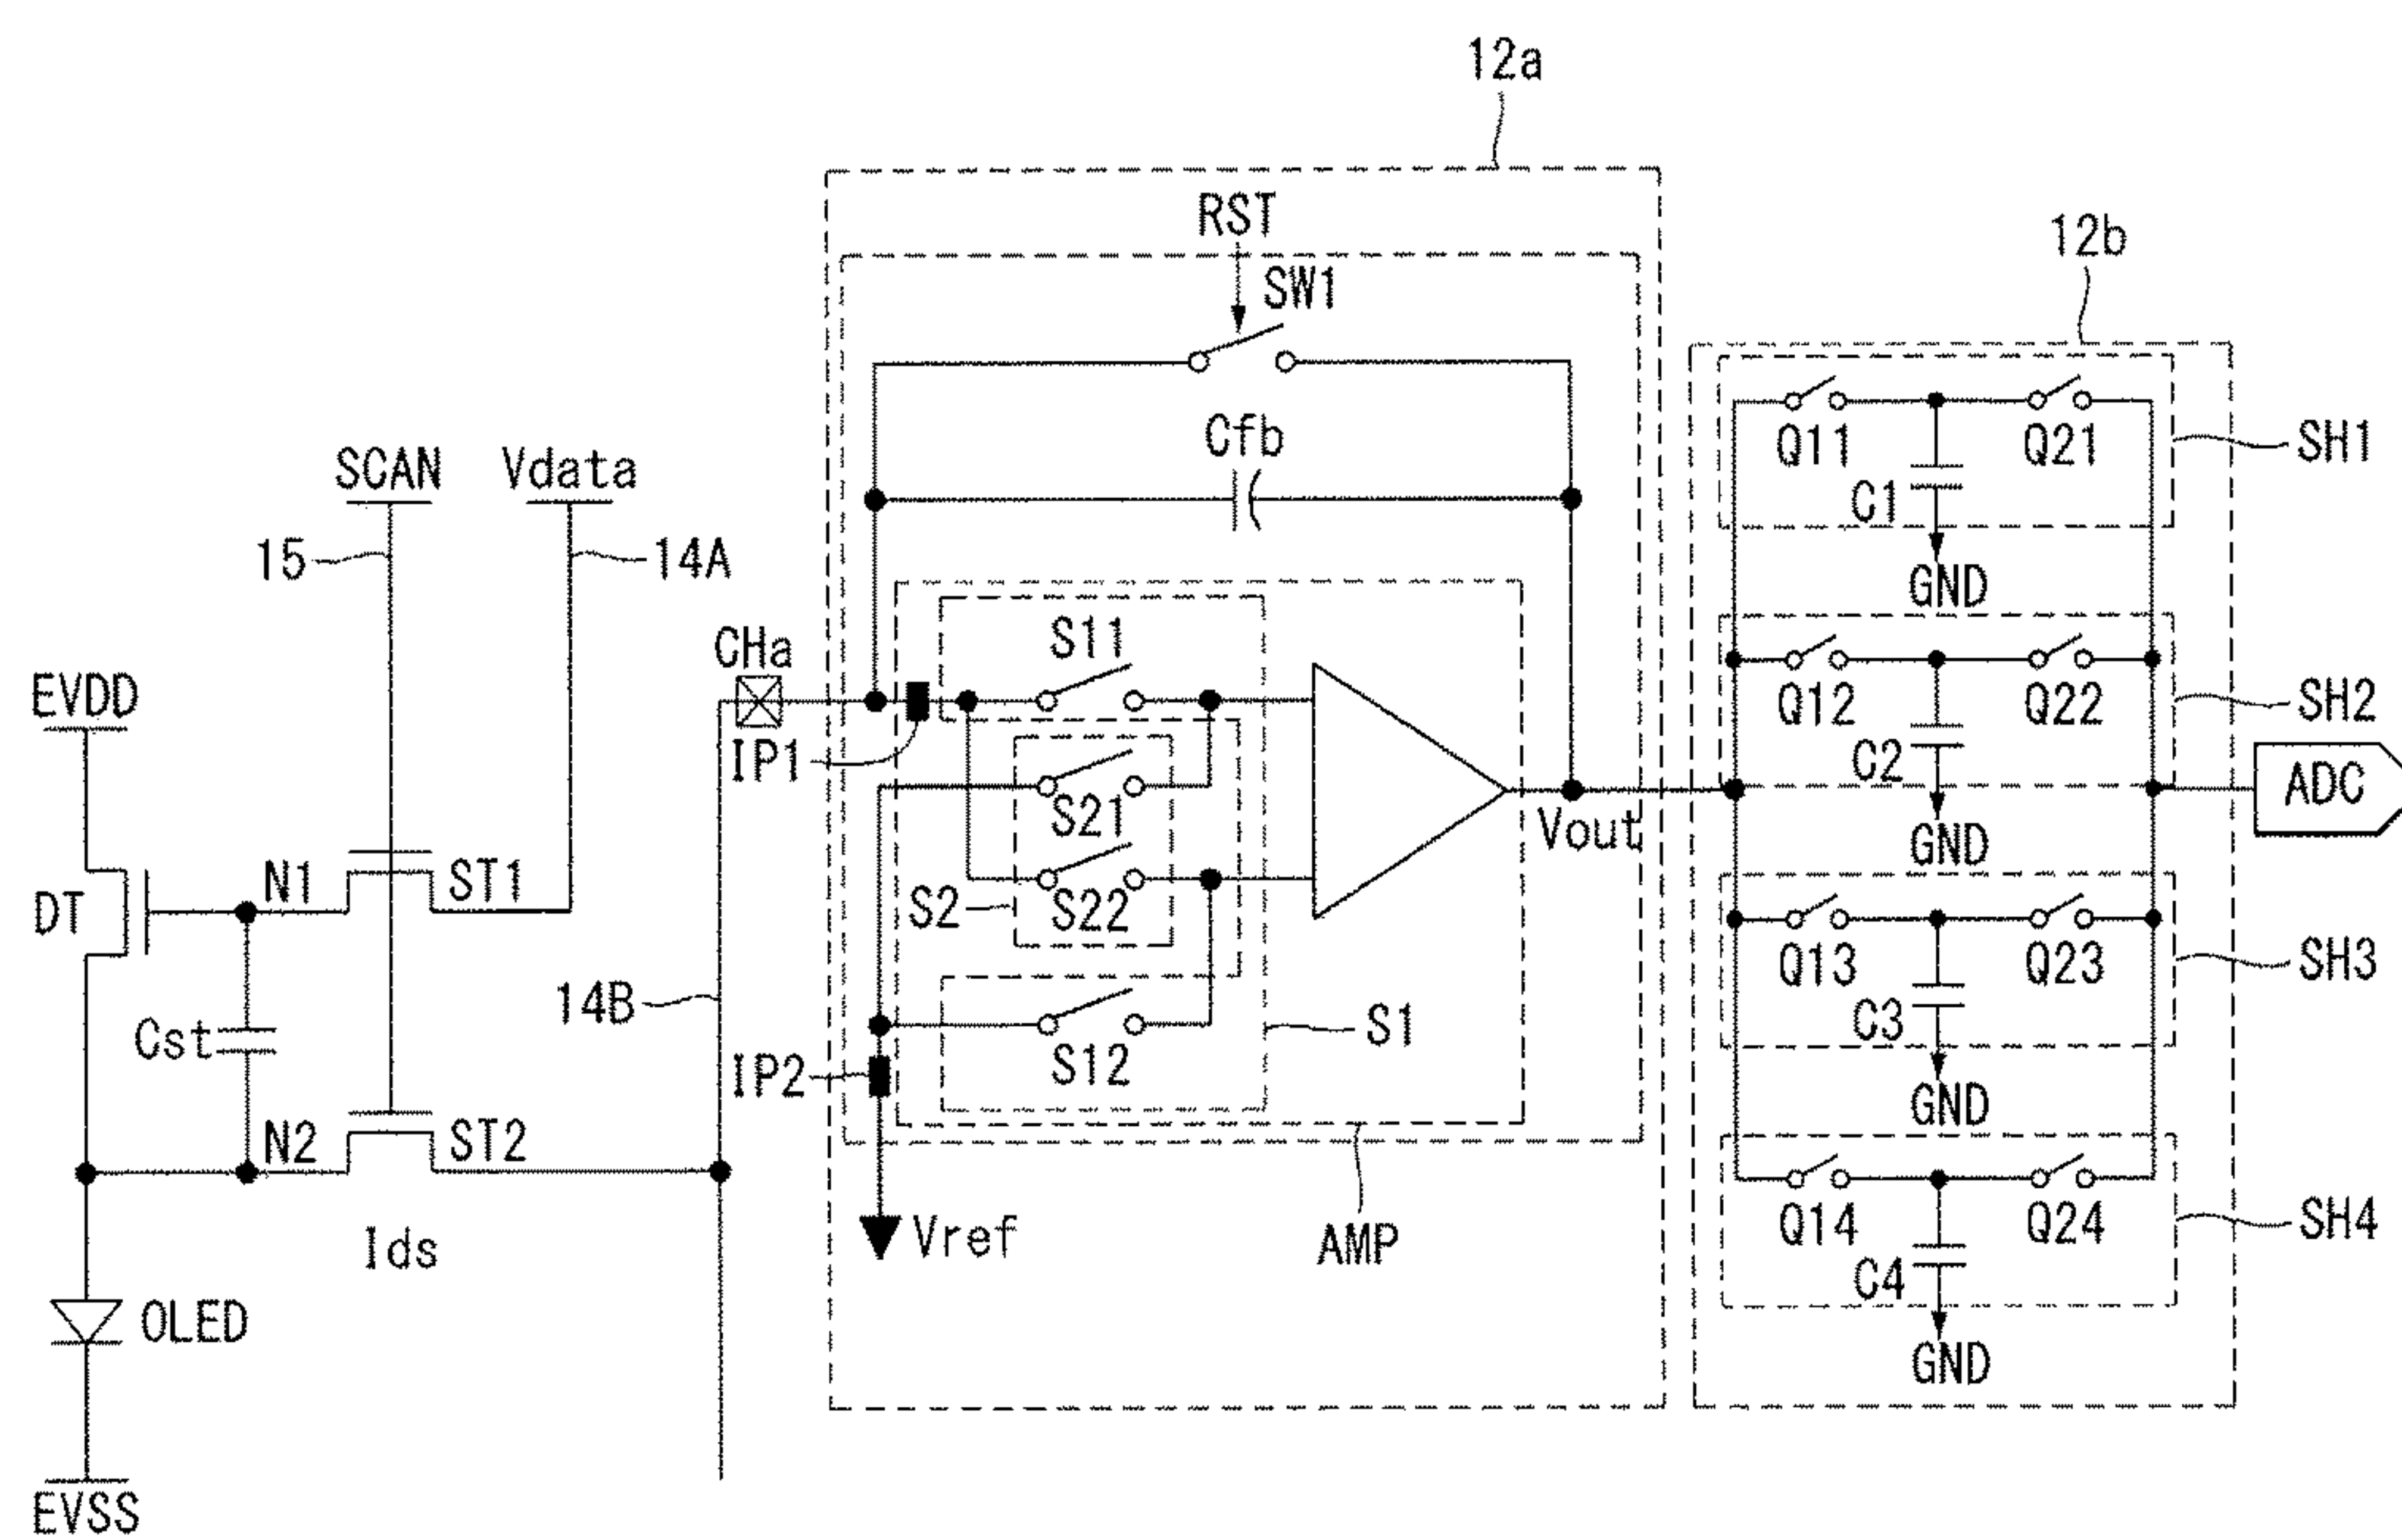 12a
RST
12b
SW1
Cfb
SCAN
Vdata
Q11
Q21
SH1
C1
15
14A
GND
CHa
S11
EVDD
IP1
Q12
Q22
SH2
C2
ADC
S21
Vout
GND
DT
N1
ST1
S2
S22
Q13
Q23
SH3
14B
Cst
S1
C3
IP2
S12
GND
N2
ST2
Ids
Vref
AMP
Q14
Q24
SH4
C4
OLED
GND
EVSS